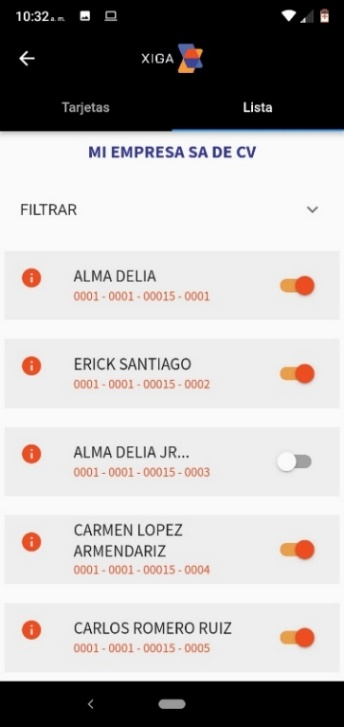 10:32a. m.
XIGA
Tarjetas
Lista
MI EMPRESA SA DE CV
FILTRAR
ALMA DELIA
0001 - 0001 - 00015 - 0001
ERICK SANTIAGO
0001 - 0001 - 00015 - 0002
ALMA DELIA JR...
0001 - 0001 - 00015 - 0003
CARMEN LOPEZ
ARMENDARIZ
0001 - 0001 - 00015 - 0004
CARLOS ROMERO RUIZ
0001 - 0001 - 00015 - 0005